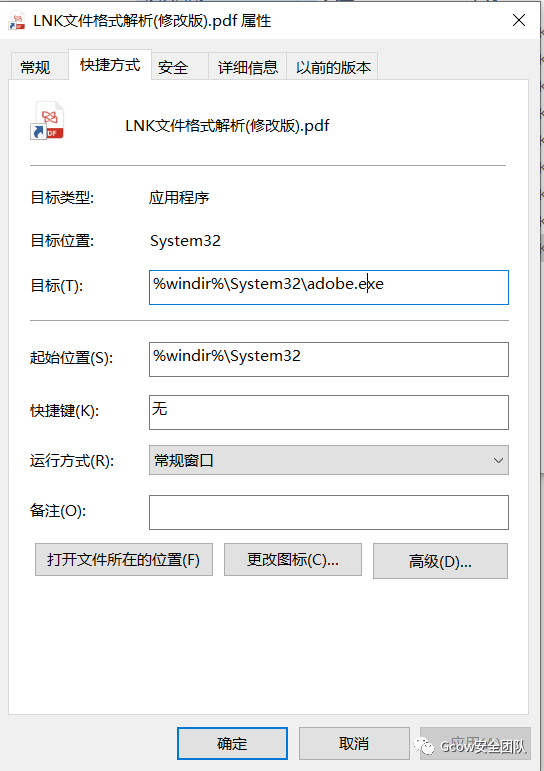 LNK文件格式解析(修改版).pdf 属性
常规 快捷方式 安全 详细信息 以前的版本
LNK文件格式解析(修改版).pdf
目标类型: 应用程序
目标位置: System32
目标(T): %windir%\System32\adobe.exe
起始位置(S): %windir%\System32
快捷键(K): 无
运行方式(R): 常规窗口
备注(O):
打开文件所在的位置(F) 更改图标(C)... 高级(D)...
确定 取消 Gcow安全团队